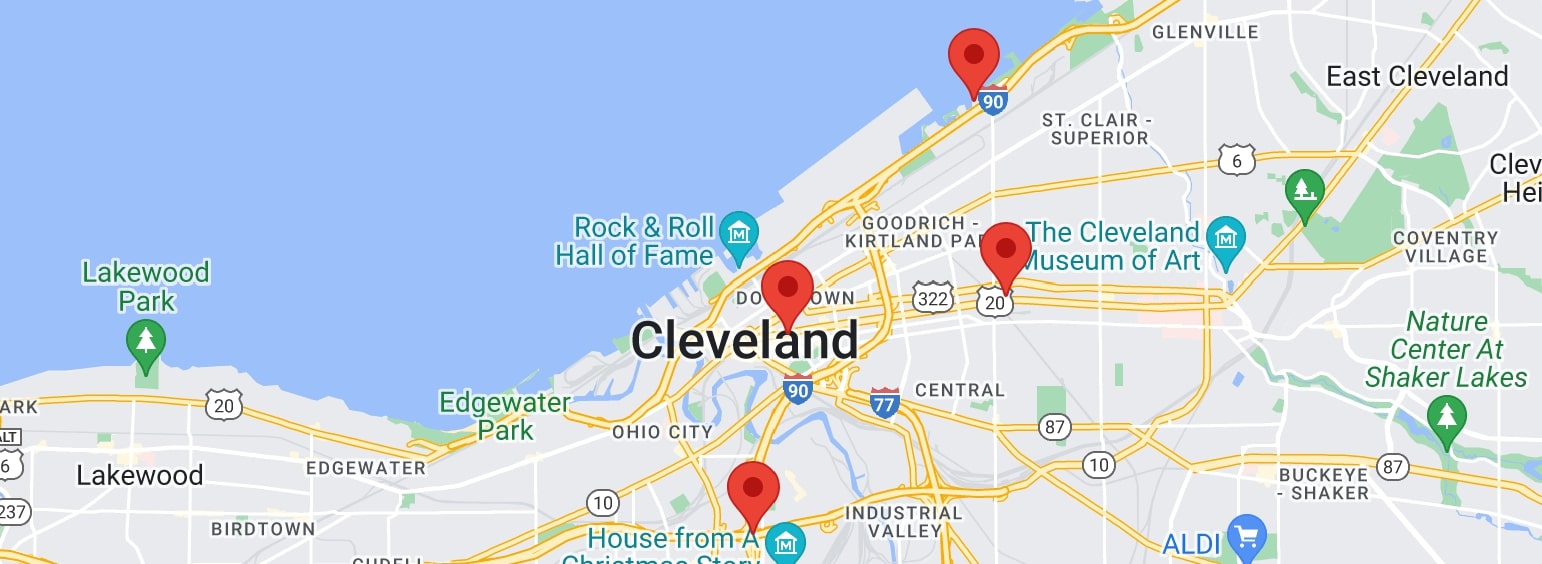 GLENVILLE
East Cleveland
90
ST. CLAIR -
SUPERIOR
6
Clev
Hei
Rock & Roll
Hall of Fame
GOODRICH -
KIRTLAND PA
The Cleveland
Museum of Art
COVENTRY
VILLAGE
Lakewood
Park
322
20
Cleveland
Nature
Center At
Shaker Lakes
90
77
CENTRAL
ARK
20
Edgewater
Park
OHIO CITY
87
ALT
6
Lakewood
EDGEWATER
10
87
BUCKEYE
- SHAKER
237
BIRDTOWN
10
INDUSTRIAL
VALLEY
House from A
Christmas Story
ALDI